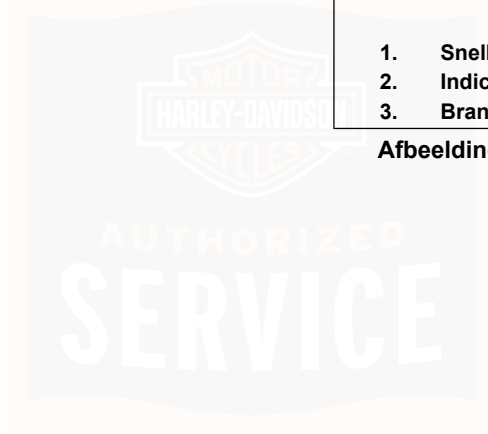 1. Snell
2. Indic
3. Bran
Afbeeldin
MOTOR
HARLEY-DAVIDSON
CYCLES
AUTHORIZED
SERVICE